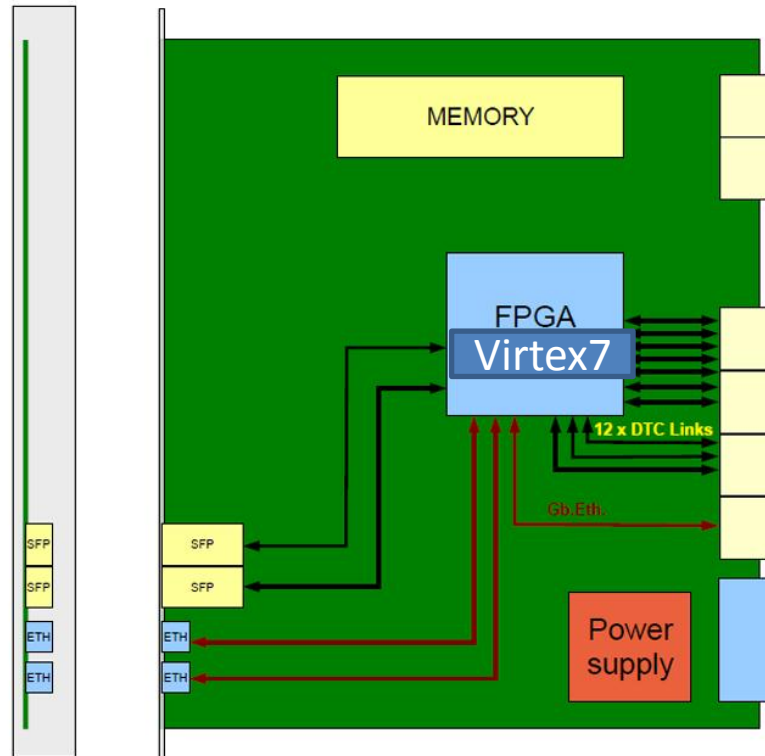 MEMORY
FPGA
Virtex7
12 x DTC Links
Gb.Eth.
SFP
SFP
SFP
SFP
ETH
ETH
ETH
ETH
Power
supply